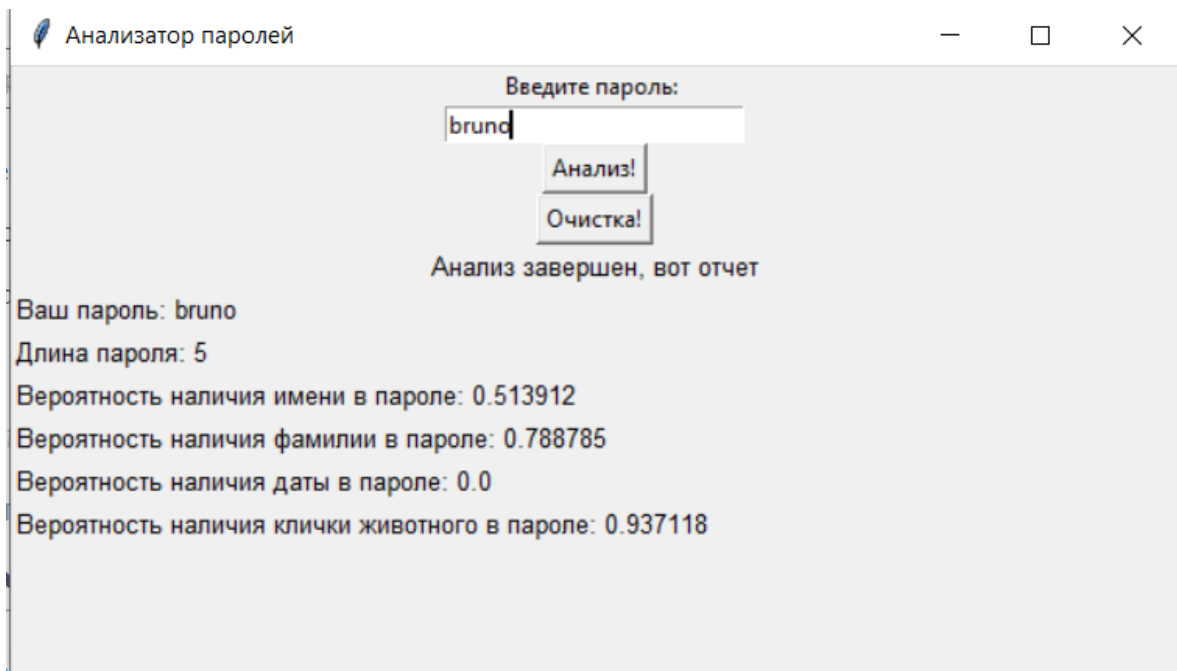 Анализатор паролей
Введите пароль:
bruno
Анализ!
Очистка!
Анализ завершен, вот отчет
Ваш пароль: bruno
Длина пароля: 5
Вероятность наличия имени в пароле: 0.513912
Вероятность наличия фамилии в пароле: 0.788785
Вероятность наличия даты в пароле: 0.0
Вероятность наличия клички животного в пароле: 0.937118